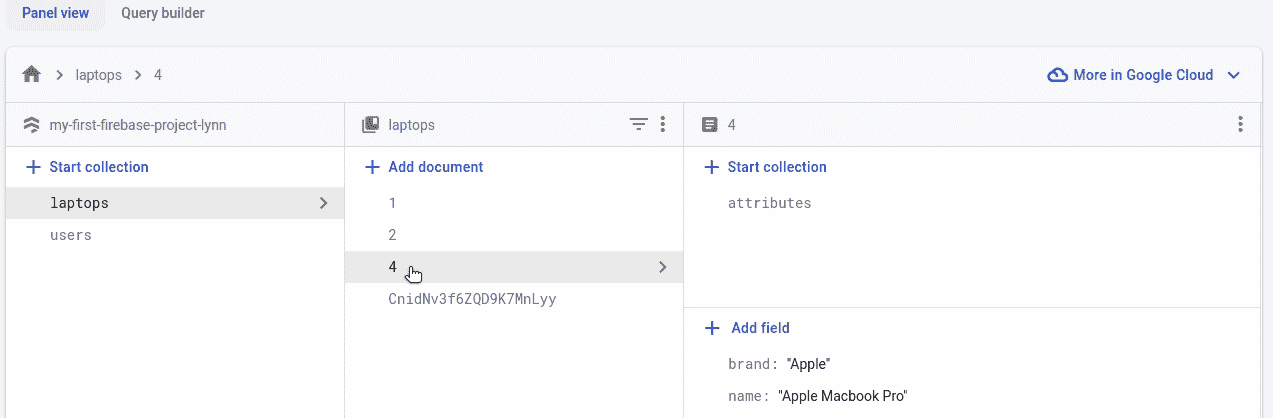 Panel view Query builder
laptops 4 More in Google Cloud
my-first-firebase-project-lynn laptops 4
Start collection Add document Start collection
laptops 1 attributes
users 2
4
CnidNv3f6ZQD9K7MnLyy
Add field
brand: "Apple"
name: "Apple Macbook Pro"